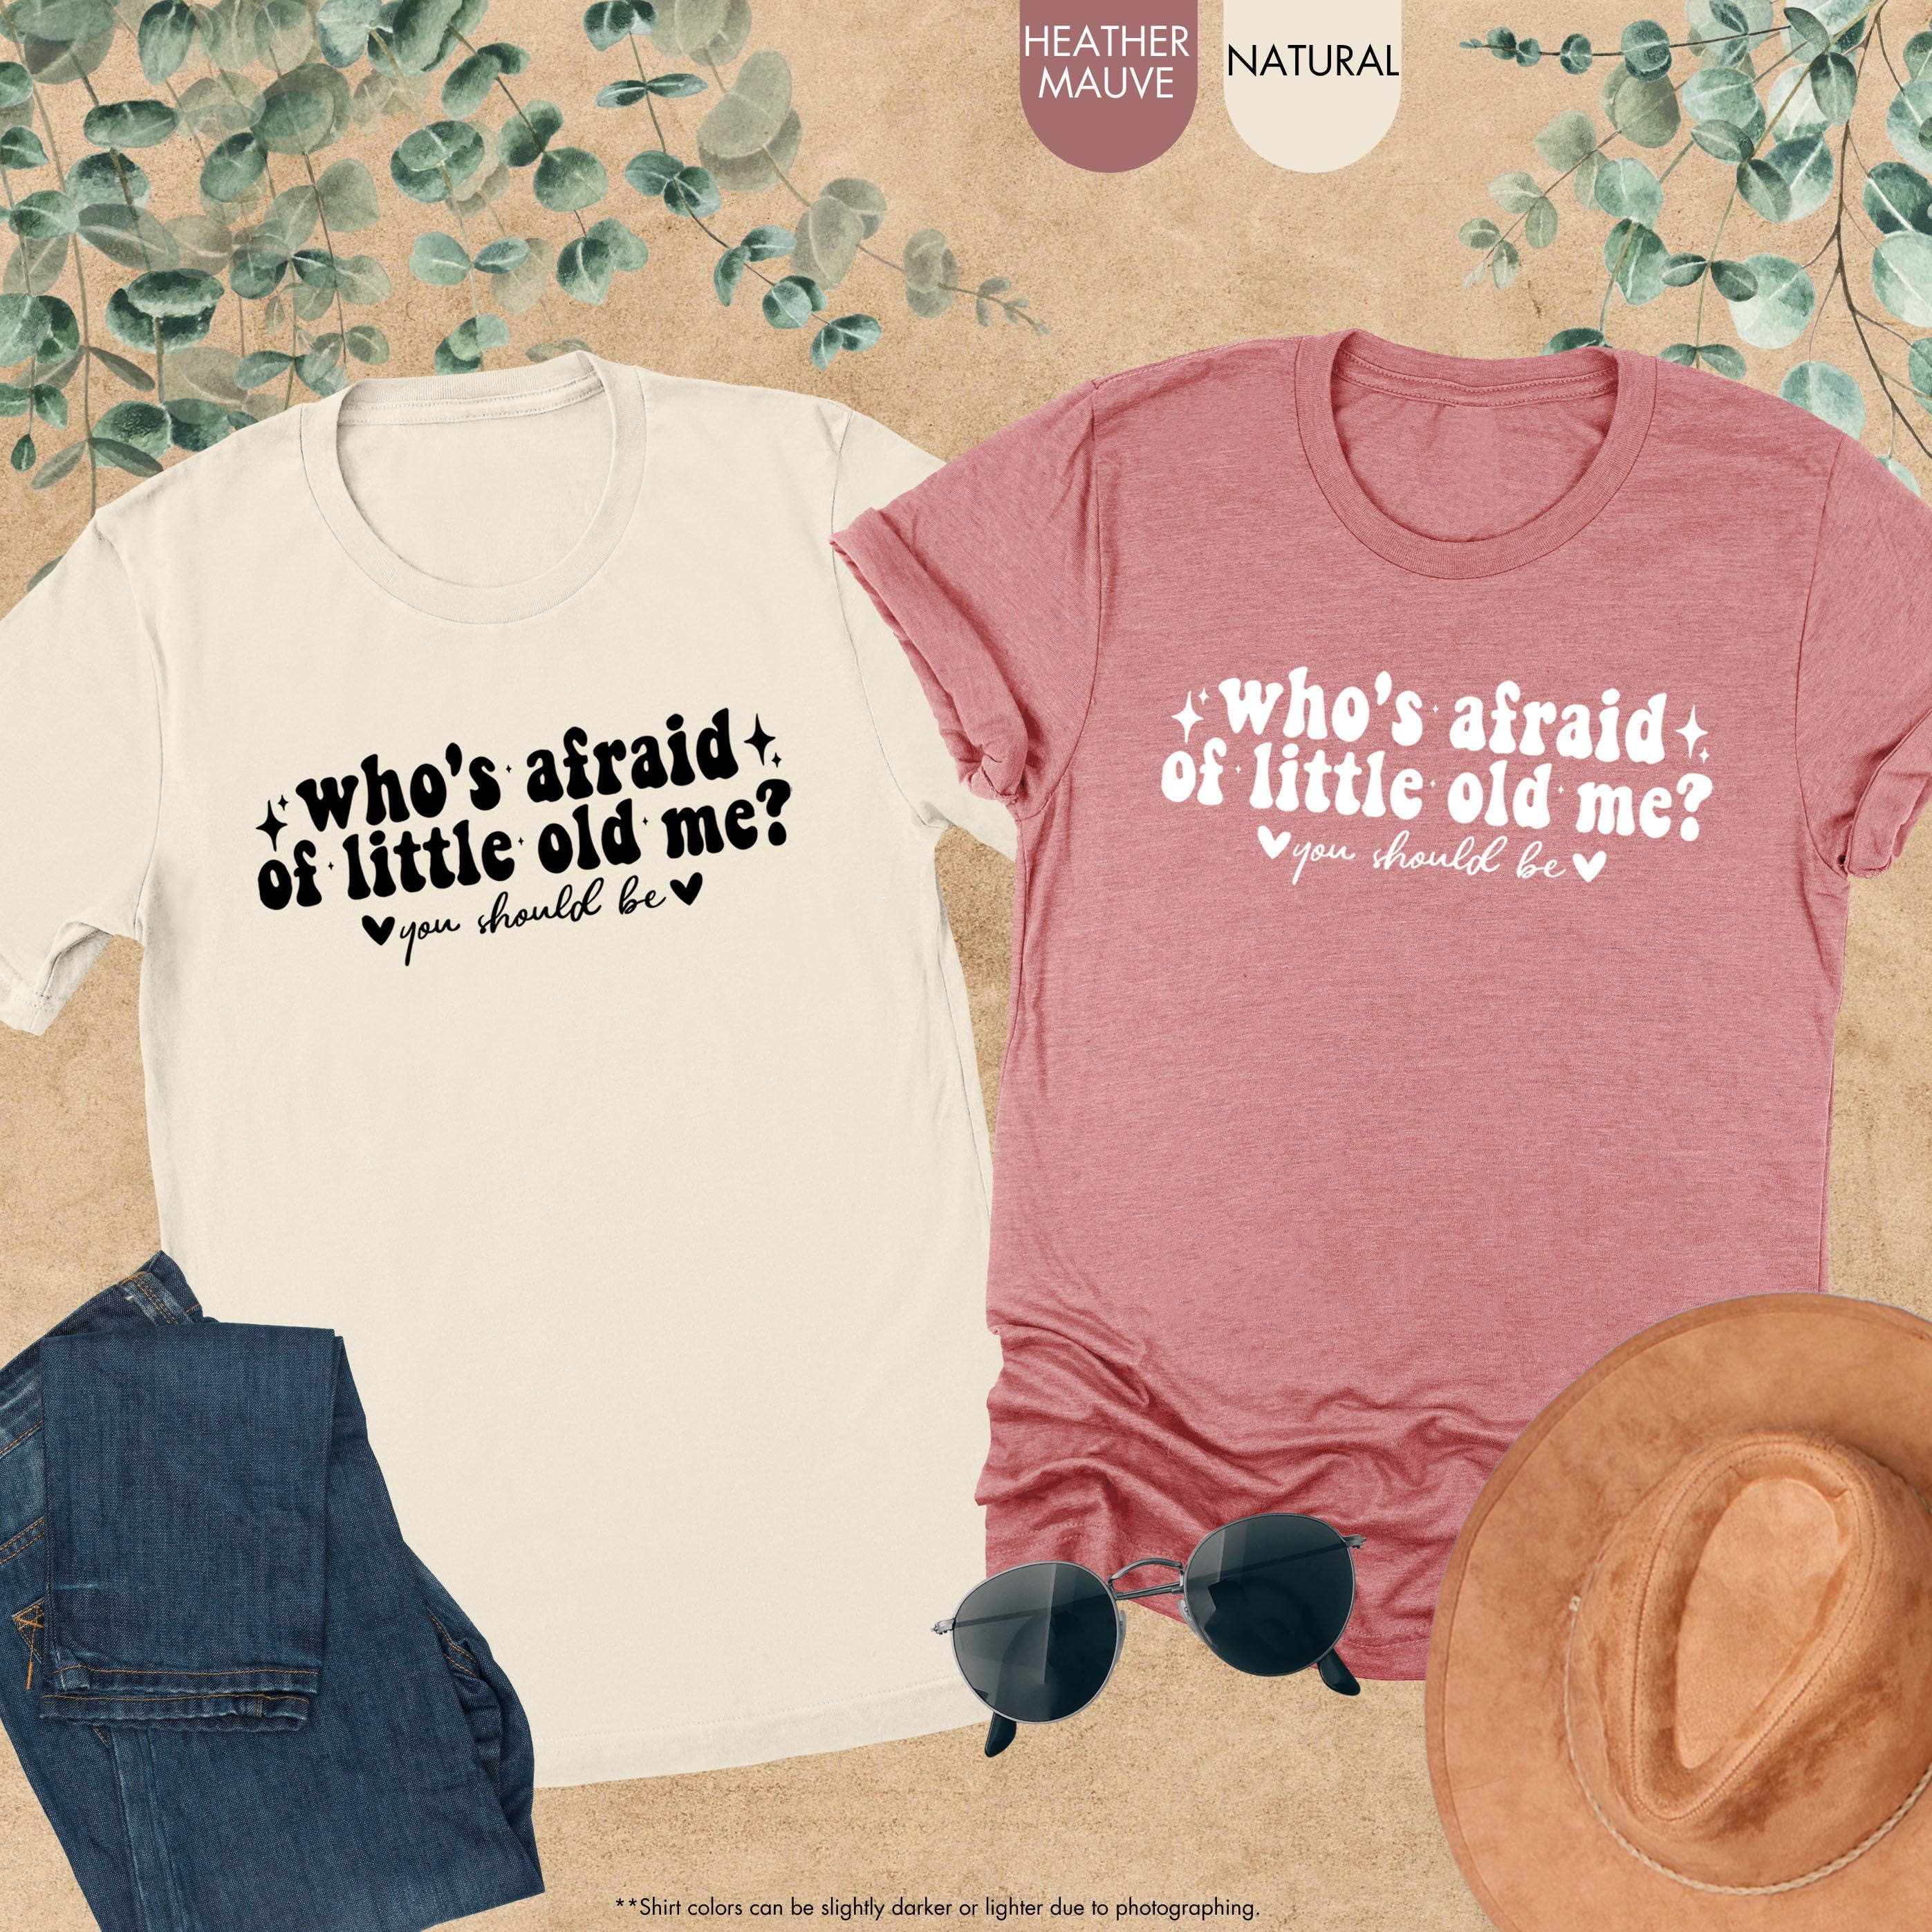 HEATHER
MAUVE
NATURAL
who's afraid
of little old me?
you should be
who's afraid
of little old me?
you should be
**Shirt colors can be slightly darker or lighter due to photographing.